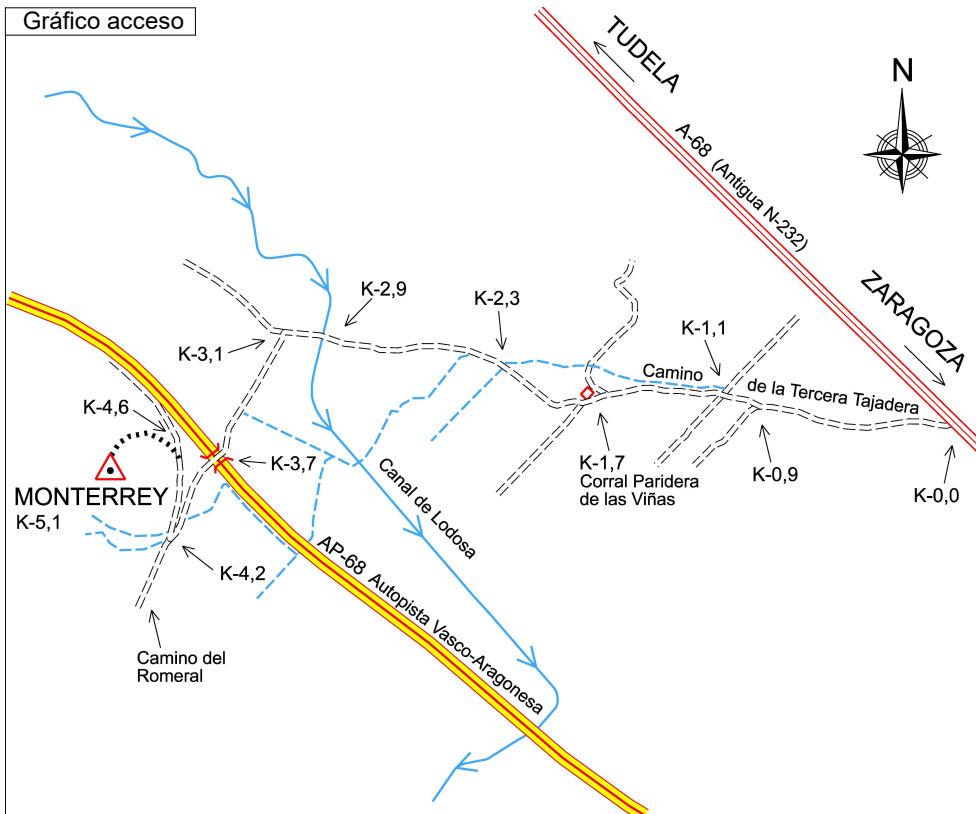 Gráfico acceso
TUDELA
N
A-68 (Antigua N-232)
ZARAGOZA
K-2,9
K-2,3
K-1,1
K-3,1
Camino
de la Tercera Tajadera
K-4,6
K-3,7
K-1,7
Corral Paridera
de las Viñas
K-0,9
K-0,0
MONTERREY
K-5,1
Canal de Lodosa
K-4,2
AP-68 Autopista Vasco-Aragonesa
Camino del
Romeral